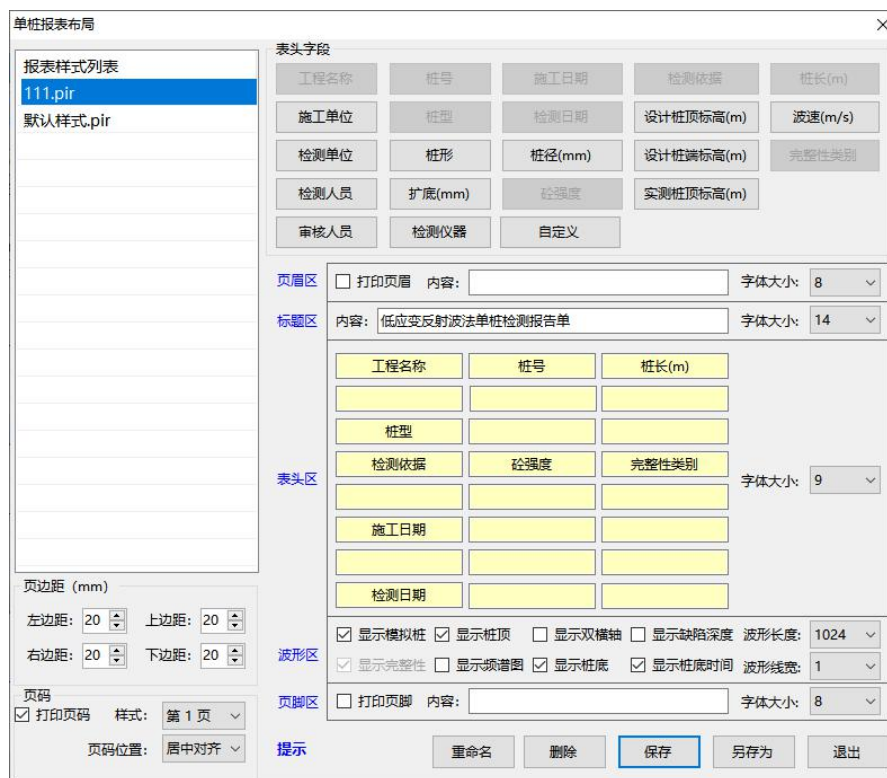 单桩报表布局
报表样式列表
111.pir
默认样式.pir
表头字段
工程名称 桩号 施工日期 检测依据 桩长(m)
施工单位 桩型 检测日期 设计桩顶标高(m) 波速(m/s)
检测单位 桩形 桩径(mm) 设计桩端标高(m) 完整性类别
检测人员 扩底(mm) 砼强度 实测桩顶标高(m)
审核人员 检测仪器 自定义
页眉区 打印页眉 内容: 字体大小: 8
标题区 内容: 低应变反射波法单桩检测报告单 字体大小: 14
工程名称 桩号 桩长(m)
桩型
检测依据 砼强度 完整性类别
表头区 字体大小: 9
施工日期
检测日期
波形区
显示模拟桩 显示桩顶 显示双横轴 显示缺陷深度 波形长度: 1024
显示完整性 显示频谱图 显示桩底 显示桩底时间 波形线宽: 1
页脚区 打印页脚 内容: 字体大小: 8
页边距 (mm)
左边距: 20 上边距: 20
右边距: 20 下边距: 20
页码
打印页码 样式: 第 1 页
页码位置: 居中对齐
提示 重命名 删除 保存 另存为 退出